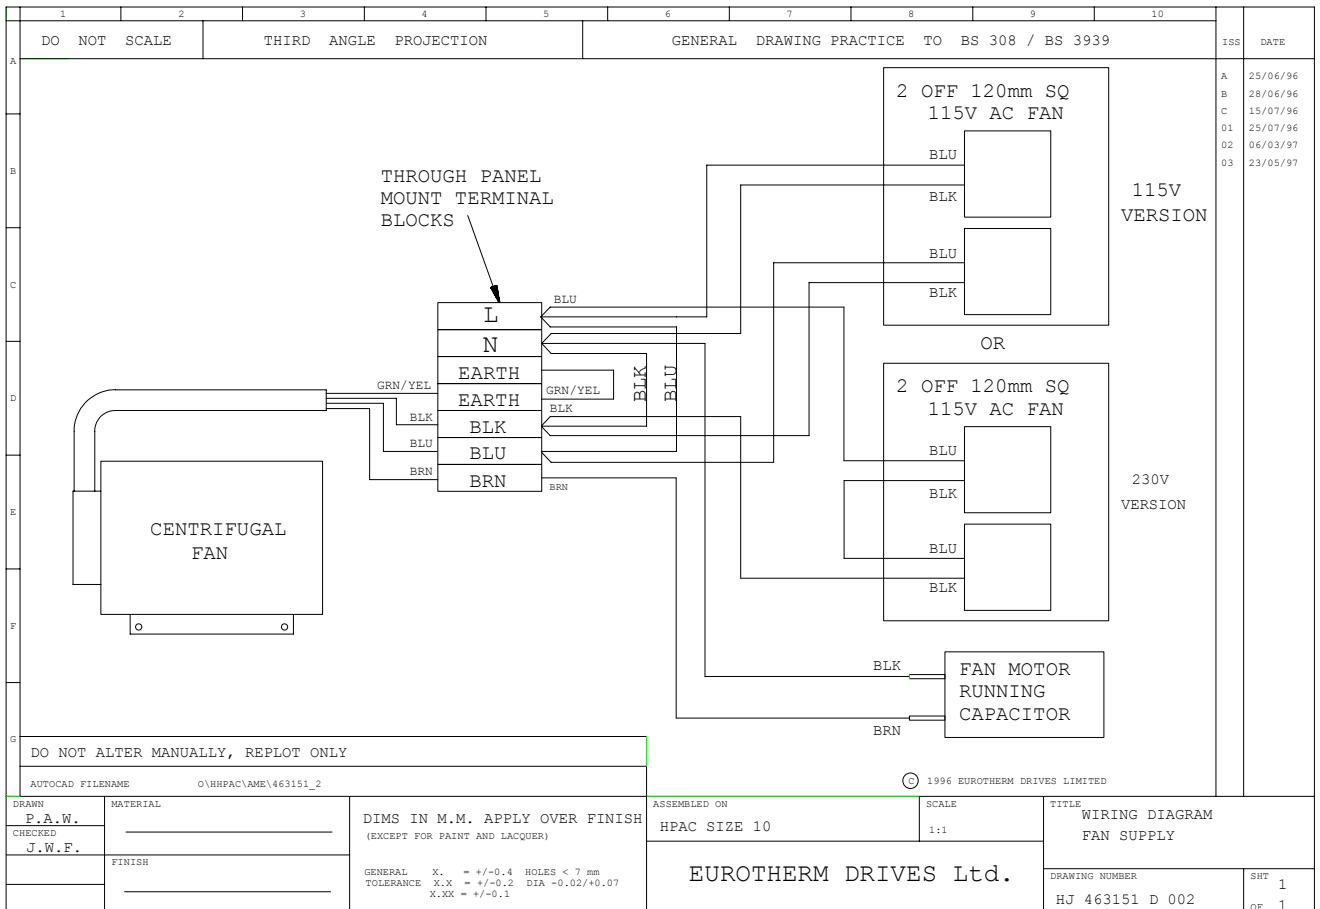 1 2 3 4 5 6 7 8 9 10
DO NOT SCALE THIRD ANGLE PROJECTION GENERAL DRAWING PRACTICE TO BS 308 / BS 3939 ISS DATE
A 25/06/96
B 28/06/96
C 15/07/96
01 25/07/96
02 06/03/97
03 23/05/97
A
B
C
D
E
F
G
2 OFF 120mm SQ
115V AC FAN
BLU
BLK
BLU
BLK
115V
VERSION
OR
2 OFF 120mm SQ
115V AC FAN
BLU
BLK
BLU
BLK
230V
VERSION
THROUGH PANEL
MOUNT TERMINAL
BLOCKS
L
N
EARTH
EARTH
BLK
BLU
BRN
BLU
GRN/YEL
BLK
BRN
BLK
BLU
GRN/YEL
BLK
BLU
BRN
CENTRIFUGAL
FAN
BLK
BRN
FAN MOTOR
RUNNING
CAPACITOR
DO NOT ALTER MANUALLY, REPLOT ONLY
AUTOCAD FILENAME O\HHPAC\AME\463151_2
© 1996 EUROTHERM DRIVES LIMITED
DRAWN
P.A.W.
CHECKED
J.W.F.
MATERIAL
FINISH
DIMS IN M.M. APPLY OVER FINISH
(EXCEPT FOR PAINT AND LACQUER)
GENERAL X. = +/-0.4 HOLES < 7 mm
TOLERANCE X.X = +/-0.2 DIA -0.02/+0.07
X.XX = +/-0.1
ASSEMBLED ON
HPAC SIZE 10
SCALE
1:1
TITLE
WIRING DIAGRAM
FAN SUPPLY
EUROTHERM DRIVES Ltd.
DRAWING NUMBER
HJ 463151 D 002
SHT 1
OF 1